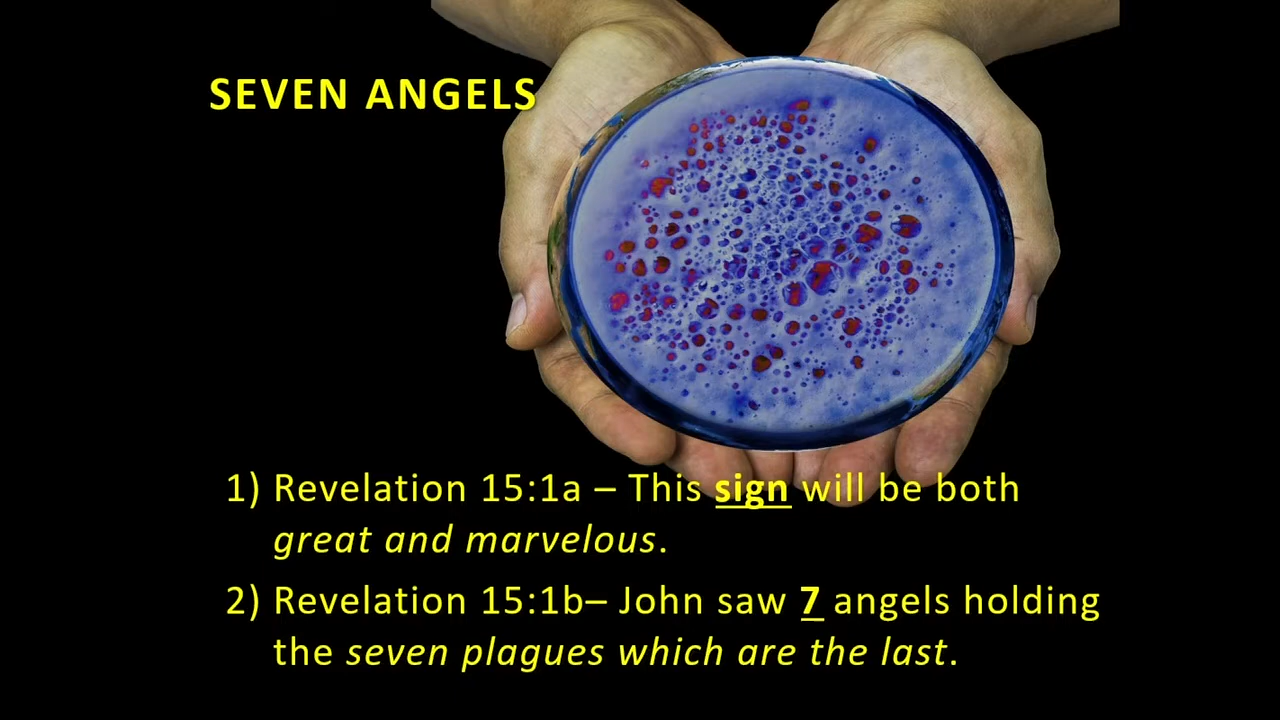 SEVEN ANGELS
1) Revelation 15:1a – This sign will be both
great and marvelous.
2) Revelation 15:1b– John saw 7 angels holding
the seven plagues which are the last.